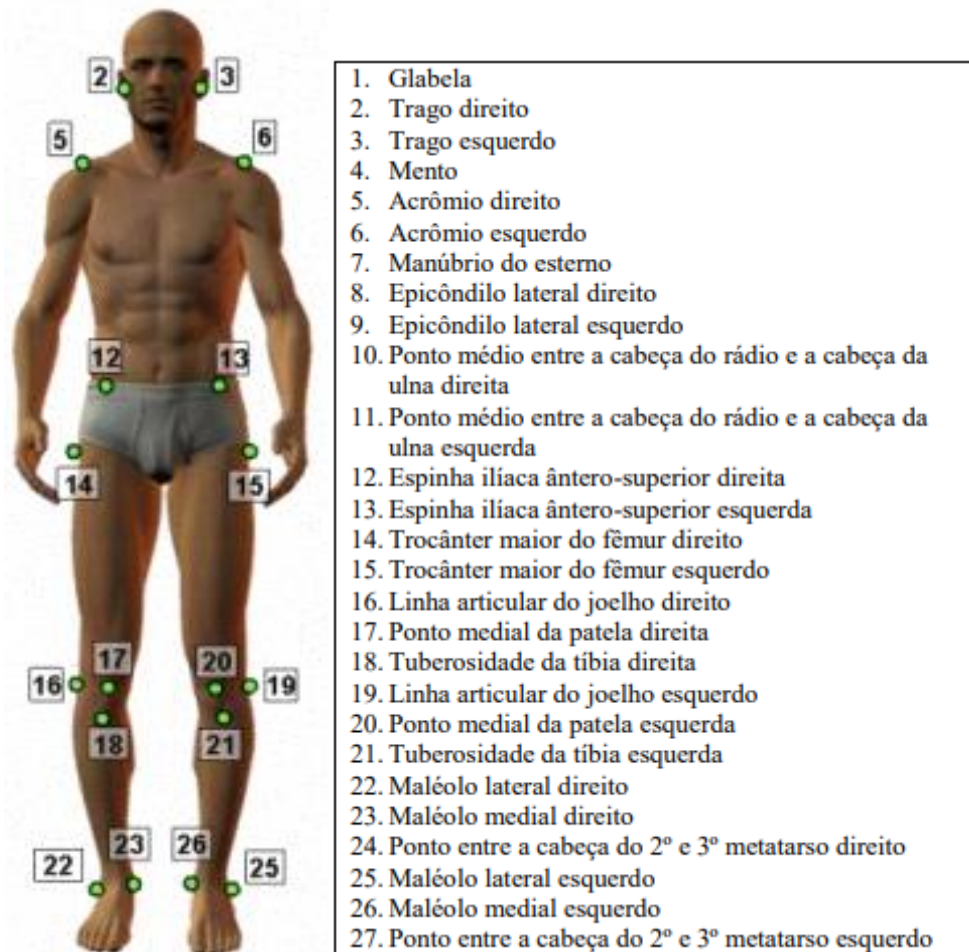 2
3
5
6
12
13
14
15
17
20
16
19
18
21
23
26
22
25
1. Glabela
2. Trago direito
3. Trago esquerdo
4. Mento
5. Acrômio direito
6. Acrômio esquerdo
7. Manúbrio do esterno
8. Epicôndilo lateral direito
9. Epicôndilo lateral esquerdo
10. Ponto médio entre a cabeça do rádio e a cabeça da
ulna direita
11. Ponto médio entre a cabeça do rádio e a cabeça da
ulna esquerda
12. Espinha ilíaca ântero-superior direita
13. Espinha ilíaca ântero-superior esquerda
14. Trocânter maior do fêmur direito
15. Trocânter maior do fêmur esquerdo
16. Linha articular do joelho direito
17. Ponto medial da patela direita
18. Tuberosidade da tíbia direita
19. Linha articular do joelho esquerdo
20. Ponto medial da patela esquerda
21. Tuberosidade da tíbia esquerda
22. Maléolo lateral direito
23. Maléolo medial direito
24. Ponto entre a cabeça do 2º e 3º metatarso direito
25. Maléolo lateral esquerdo
26. Maléolo medial esquerdo
27. Ponto entre a cabeça do 2º e 3º metatarso esquerdo